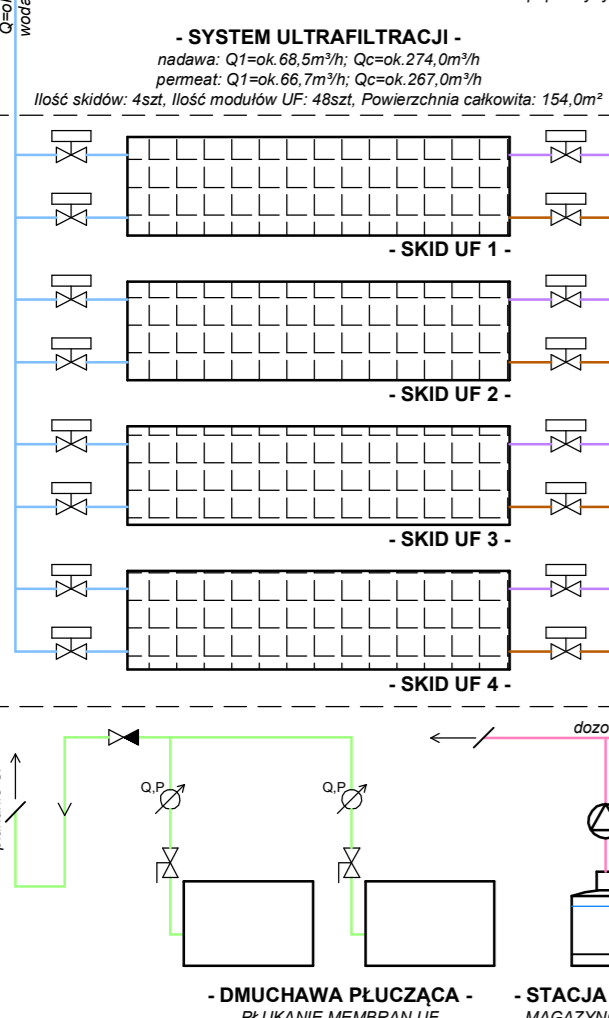 Q=ok
woda
- SYSTEM ULTRAFILTRACJI -
nadawa: Q1=ok.68,5m³/h; Qc=ok.274,0m³/h
permeat: Q1=ok.66,7m³/h; Qc=ok.267,0m³/h
Ilość skidów: 4szt, Ilość modułów UF: 48szt, Powierzchnia całkowita: 154,0m²
- SKID UF 1 -
- SKID UF 2 -
- SKID UF 3 -
- SKID UF 4 -
dozo
Q,P
Q,P
- DMUCHAWA PŁUCZĄCA -
PŁUKANIE MEMBRAN UF
- STACJA
MAGAZYN